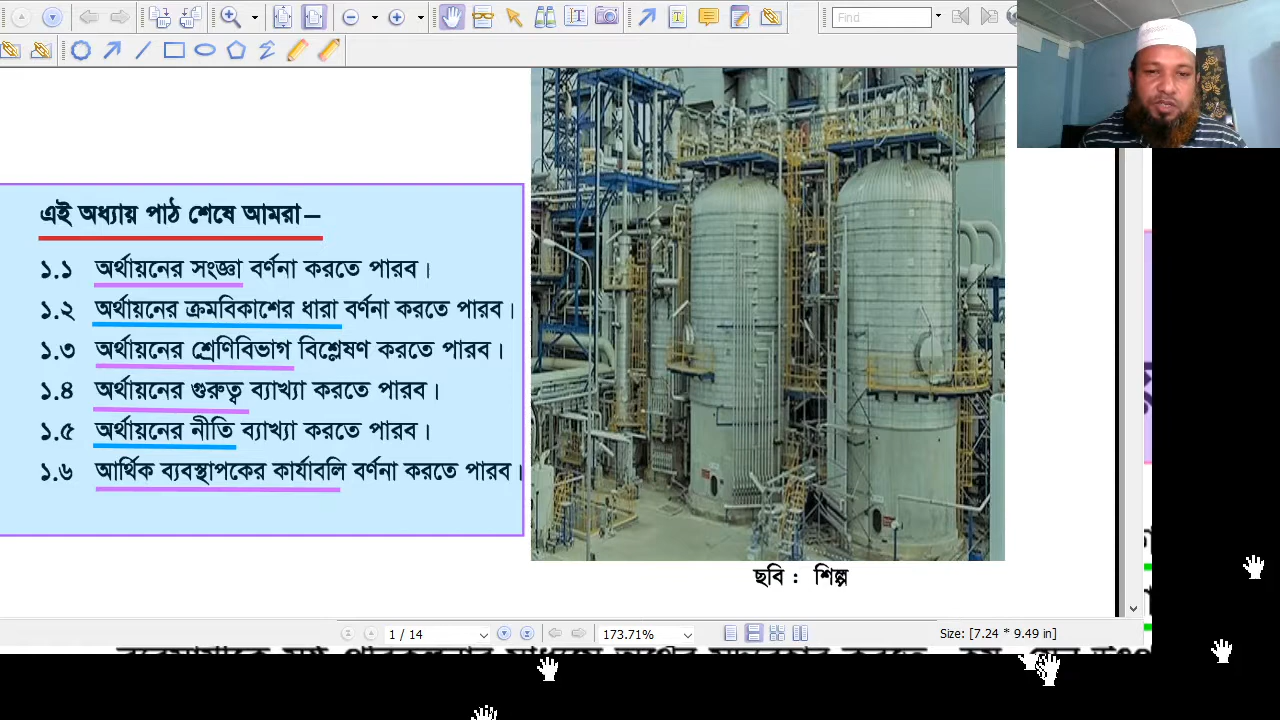 Find
এই অধ্যায় পাঠ শেষে আমরা–
১.১ অর্থায়নের সংজ্ঞা বর্ণনা করতে পারব।
১.২ অর্থায়নের ক্রমবিকাশের ধারা বর্ণনা করতে পারব।
১.৩ অর্থায়নের শ্রেণিবিভাগ বিশ্লেষণ করতে পারব।
১.৪ অর্থায়নের গুরুত্ব ব্যাখ্যা করতে পারব।
১.৫ অর্থায়নের নীতি ব্যাখ্যা করতে পারব।
১.৬ আর্থিক ব্যবস্থাপকের কার্যাবলি বর্ণনা করতে পারব।
ছবি : শিল্প
1 / 14
173.71%
Size: [7.24 * 9.49 in]